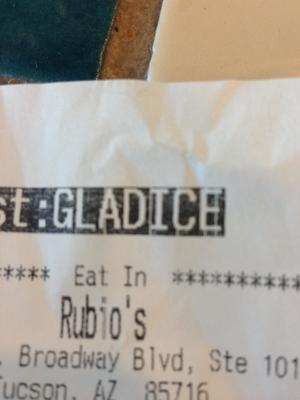 st:GLADICE
***** Eat In **********
Rubio's
. Broadway Blvd, Ste 101
Tucson, AZ 85716